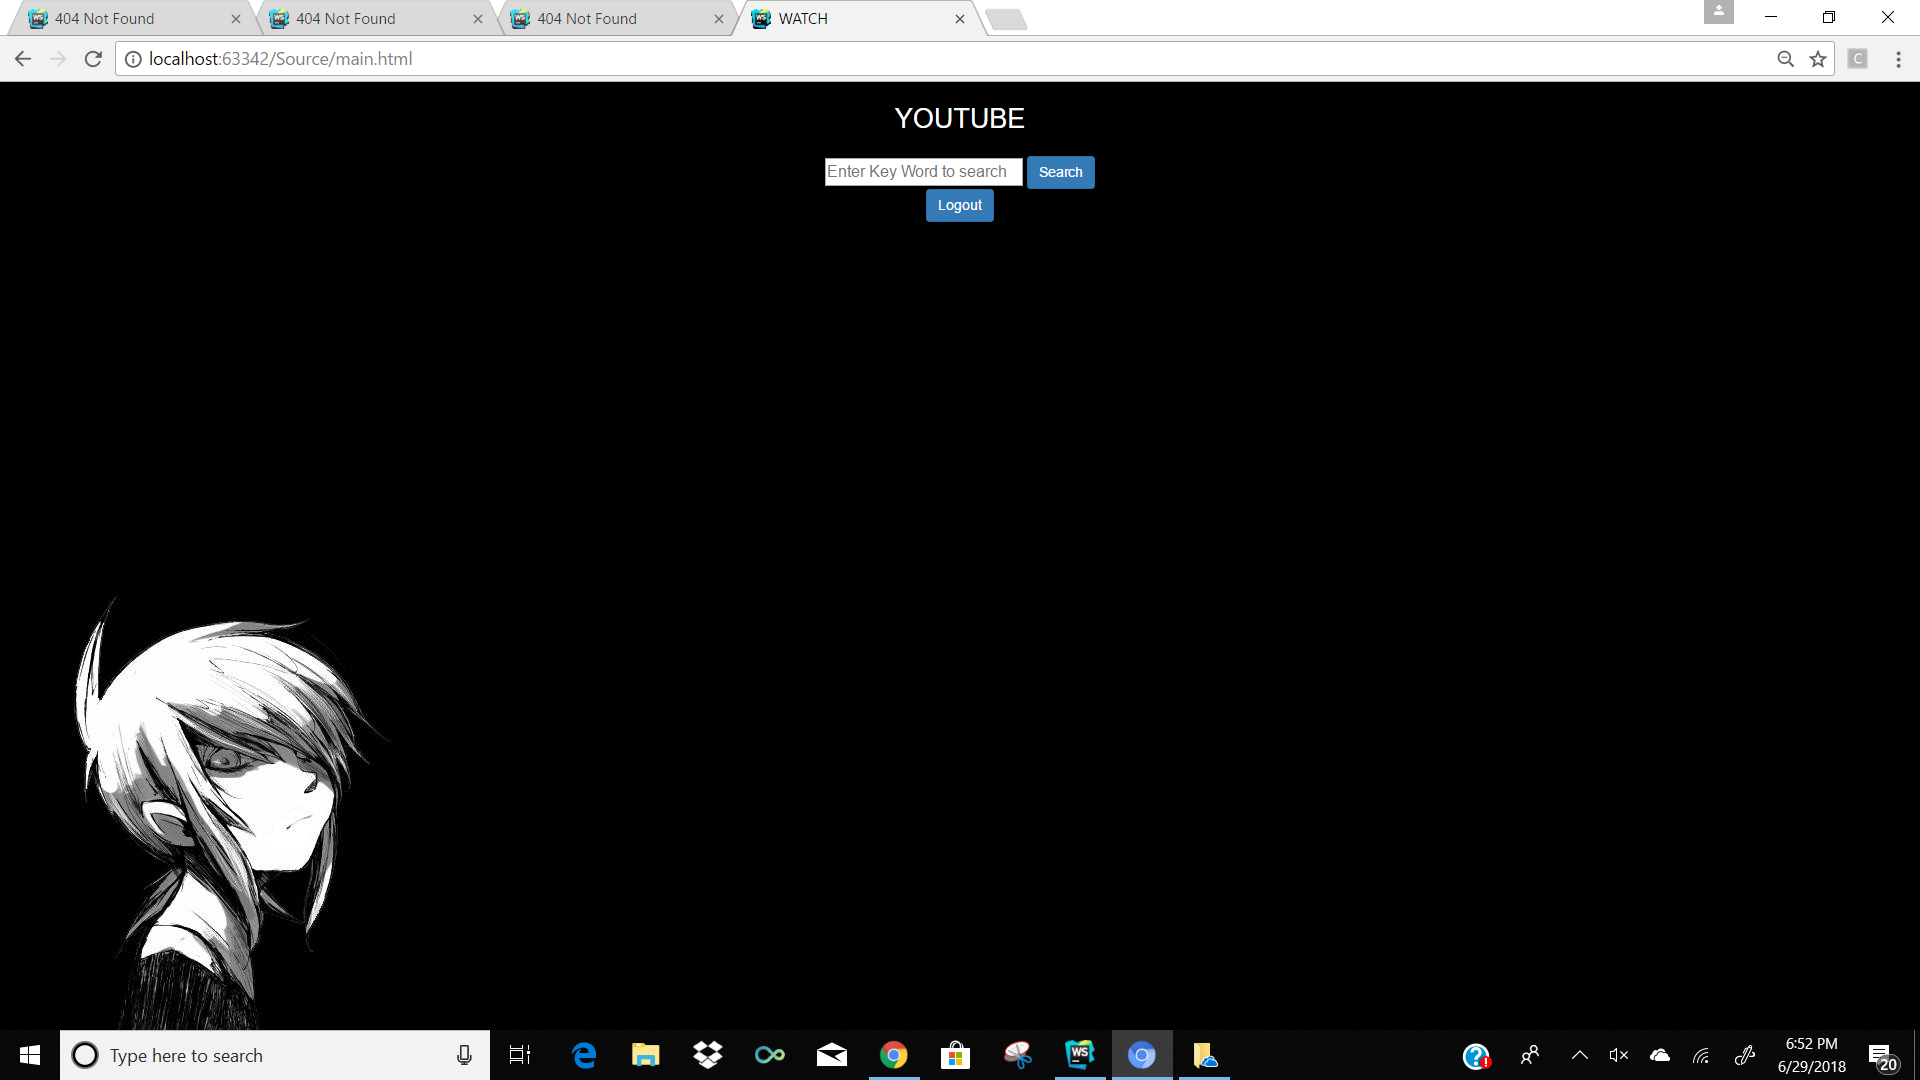 404 Not Found
404 Not Found
404 Not Found
WATCH
localhost:63342/Source/main.html
C
YOUTUBE
Enter Key Word to search
Search
Logout
Type here to search
WS
6:52 PM
6/29/2018
20